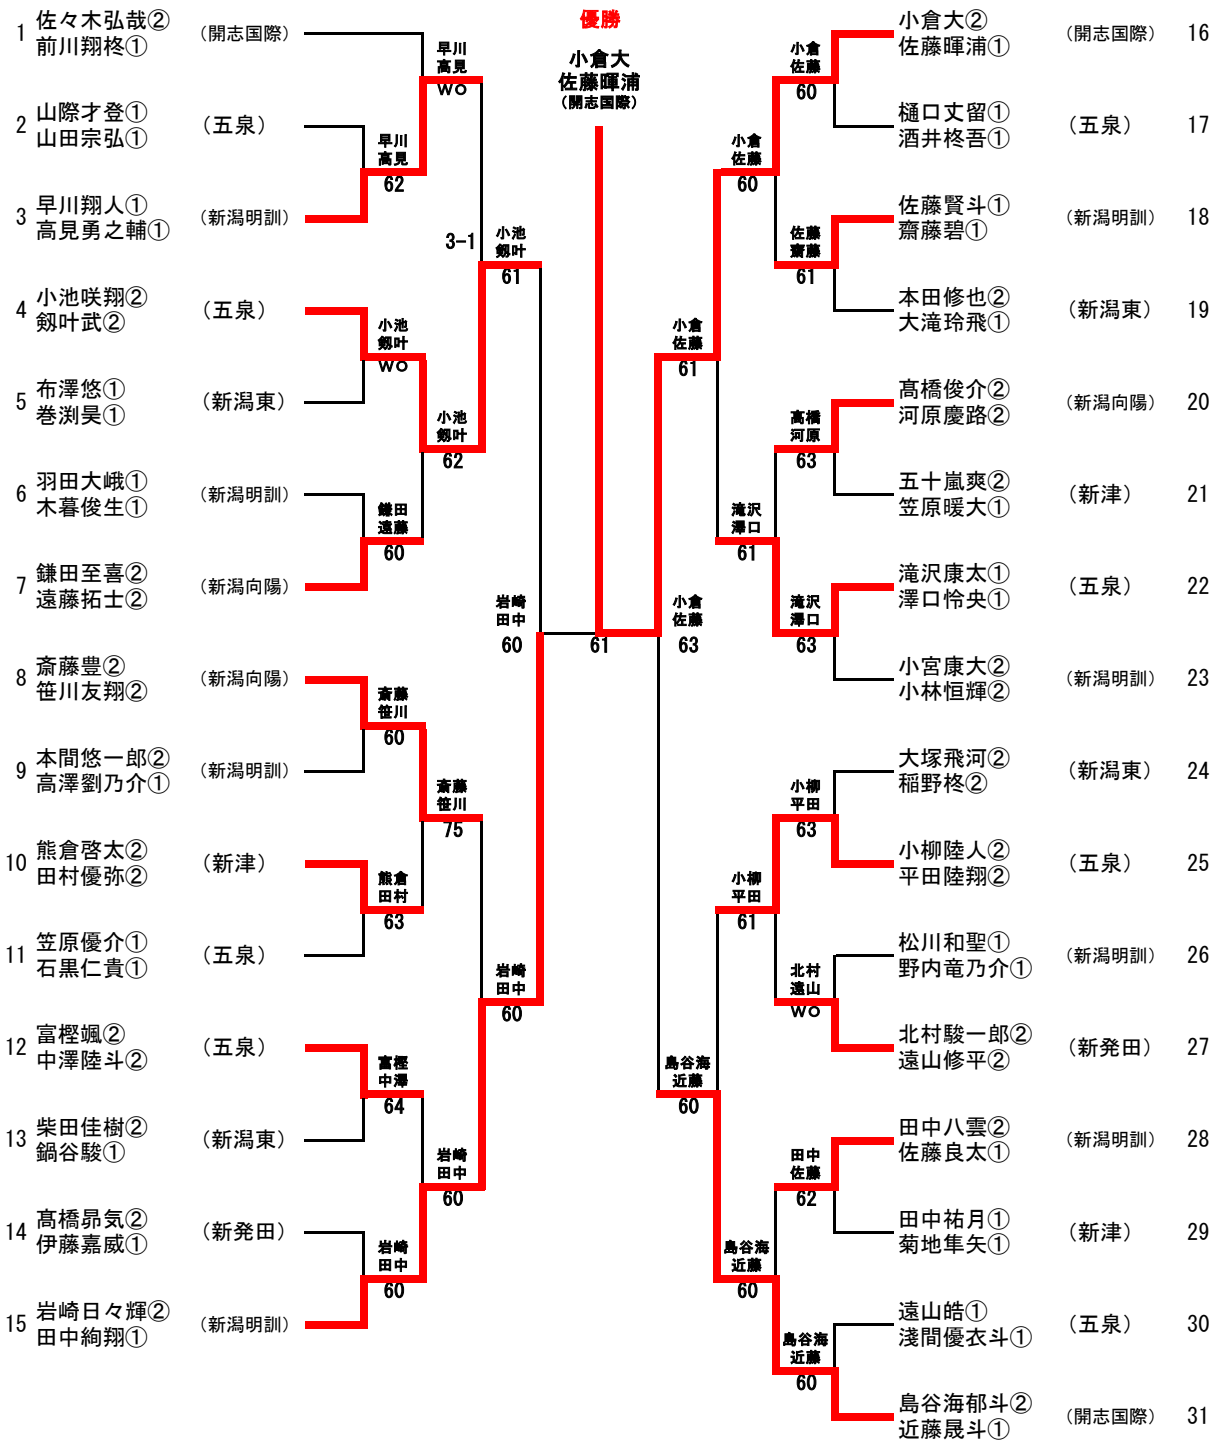 優勝
小倉大
佐藤暉浦
(開志国際)
1 佐々木弘哉② (開志国際)
前川翔柊①
2 山際才登① (五泉)
山田宗弘①
3 早川翔人① (新潟明訓)
高見勇之輔①
4 小池咲翔② (五泉)
剱叶武②
5 布澤悠① (新潟東)
巻渕昊①
6 羽田大峨① (新潟明訓)
木暮俊生①
7 鎌田至喜② (新潟向陽)
遠藤拓士②
8 斎藤豊② (新潟向陽)
笹川友翔②
9 本間悠一郎② (新潟明訓)
高澤劉乃介①
10 熊倉啓太② (新津)
田村優弥②
11 笠原優介① (五泉)
石黒仁貴①
12 富樫颯② (五泉)
中澤陸斗②
13 柴田佳樹② (新潟東)
鍋谷駿①
14 髙橋昴気② (新発田)
伊藤嘉威①
15 岩崎日々輝② (新潟明訓)
田中絢翔①
早川
高見
62
小池
剱叶
WO
鎌田
遠藤
60
斎藤
笹川
60
熊倉
田村
63
富樫
中澤
64
岩崎
田中
60
早川
高見
WO
小池
剱叶
62
斎藤
笹川
75
岩崎
田中
60
3-1
小池
剱叶
61
岩崎
田中
60
岩崎
田中
60
61
小倉
佐藤
63
小倉
佐藤
61
島谷海
近藤
60
小倉
佐藤
60
滝沢
澤口
61
小柳
平田
61
島谷海
近藤
60
小倉
佐藤
60
佐藤
齋藤
61
高橋
河原
63
滝沢
澤口
63
小柳
平田
63
北村
遠山
WO
田中
佐藤
62
島谷海
近藤
60
小倉大② (開志国際) 16
佐藤暉浦①
樋口丈留① (五泉) 17
酒井柊吾①
佐藤賢斗① (新潟明訓) 18
齋藤碧①
本田修也② (新潟東) 19
大滝玲飛①
髙橋俊介② (新潟向陽) 20
河原慶路②
五十嵐爽② (新津) 21
笠原暖大①
滝沢康太① (五泉) 22
澤口怜央①
小宮康大② (新潟明訓) 23
小林恒輝②
大塚飛河② (新潟東) 24
稲野柊②
小柳陸人② (五泉) 25
平田陸翔②
松川和聖① (新潟明訓) 26
野内竜乃介①
北村駿一郎② (新発田) 27
遠山修平②
田中八雲② (新潟明訓) 28
佐藤良太①
田中祐月① (新津) 29
菊地隼矢①
遠山皓① (五泉) 30
淺間優衣斗①
島谷海郁斗② (開志国際) 31
近藤晟斗①